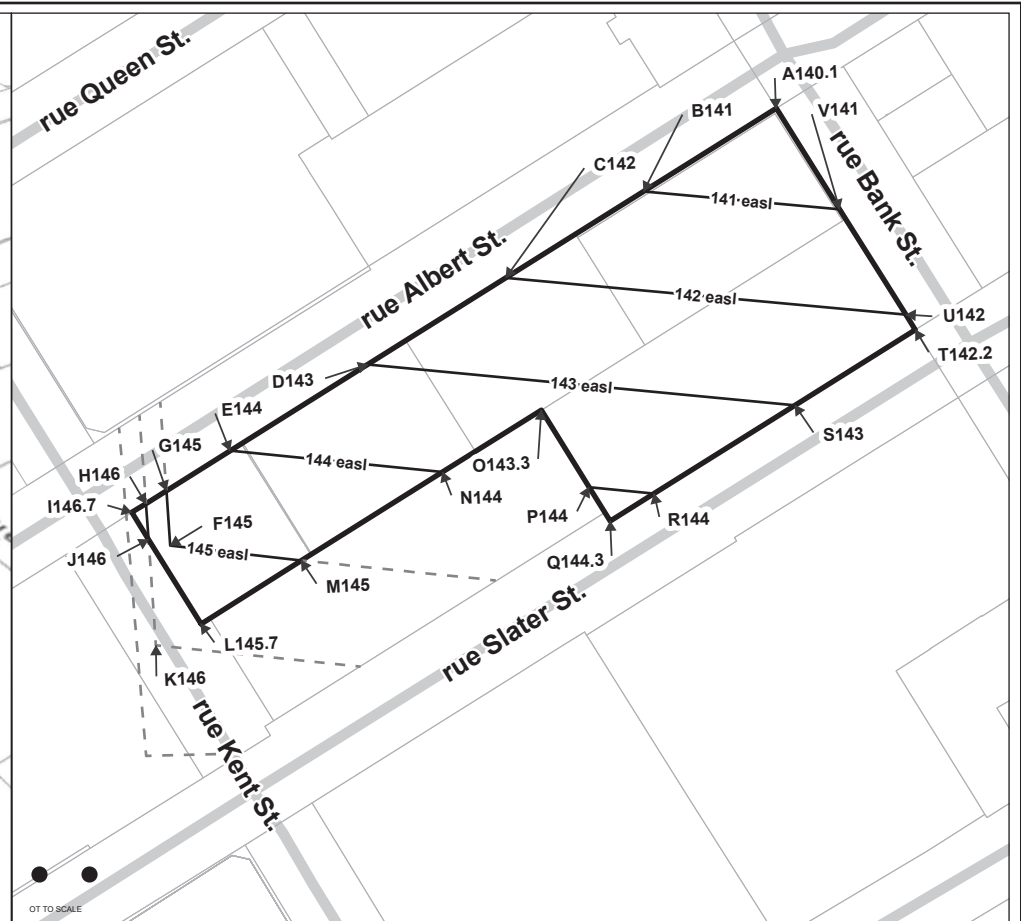 rue Queen St.
A140.1
B141
V141
C142
rue Bank St.
141 easl
rue Albert St.
142 easl
U142
T142.2
D143
143 easl
E144
S143
G145
144 easl
O143.3
H146
N144
I146.7
P144
R144
F145
J146
145 easl
Q144.3
M145
rue Slater St.
L145.7
K146
rue Kent St.
OT TO SCALE